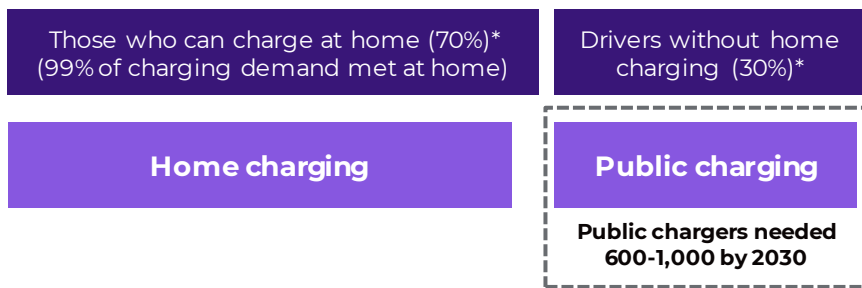 Those who can charge at home (70%)*
(99% of charging demand met at home)
Drivers without home
charging (30%)*
Home charging
Public charging
Public chargers needed
600-1,000 by 2030